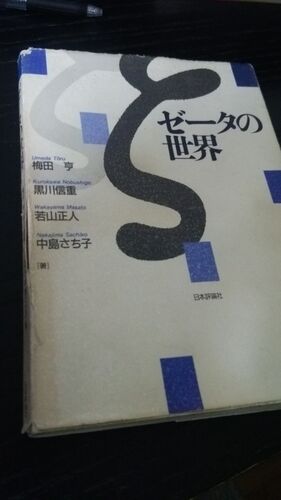 ζ
ゼータの
世界
Umeda Tôru
梅田 亨
Kurokawa Nobushige
黒川信重
Wakayama Masato
若山正人
Nakajima Sachiko
中島さち子
[著]
日本評論社